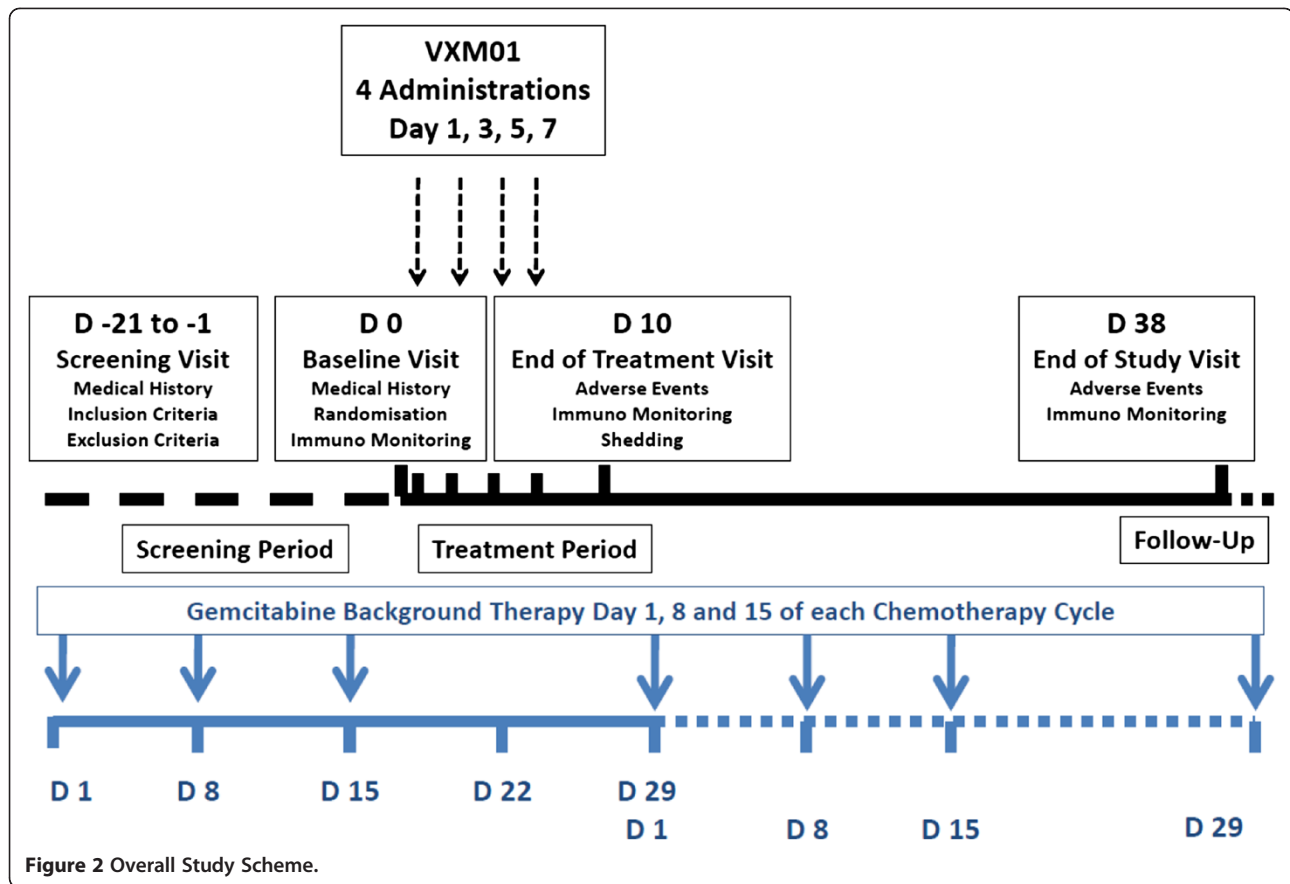 VXM01
4 Administrations
Day 1, 3, 5, 7
D -21 to -1
Screening Visit
Medical History
Inclusion Criteria
Exclusion Criteria
D 0
Baseline Visit
Medical History
Randomisation
Immuno Monitoring
D 10
End of Treatment Visit
Adverse Events
Immuno Monitoring
Shedding
D 38
End of Study Visit
Adverse Events
Immuno Monitoring
Screening Period
Treatment Period
Follow-Up
Gemcitabine Background Therapy Day 1, 8 and 15 of each Chemotherapy Cycle
D 1 D 8 D 15 D 22 D 29
D 1 D 8 D 15 D 29
Figure 2 Overall Study Scheme.